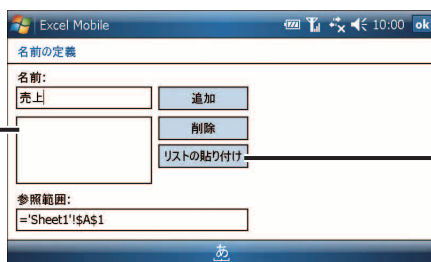 Excel Mobile 10:00 ok
名前の定義
名前:
売上 追加
削除
リストの貼り付け
参照範囲:
='Sheet1'!$A$1
あ